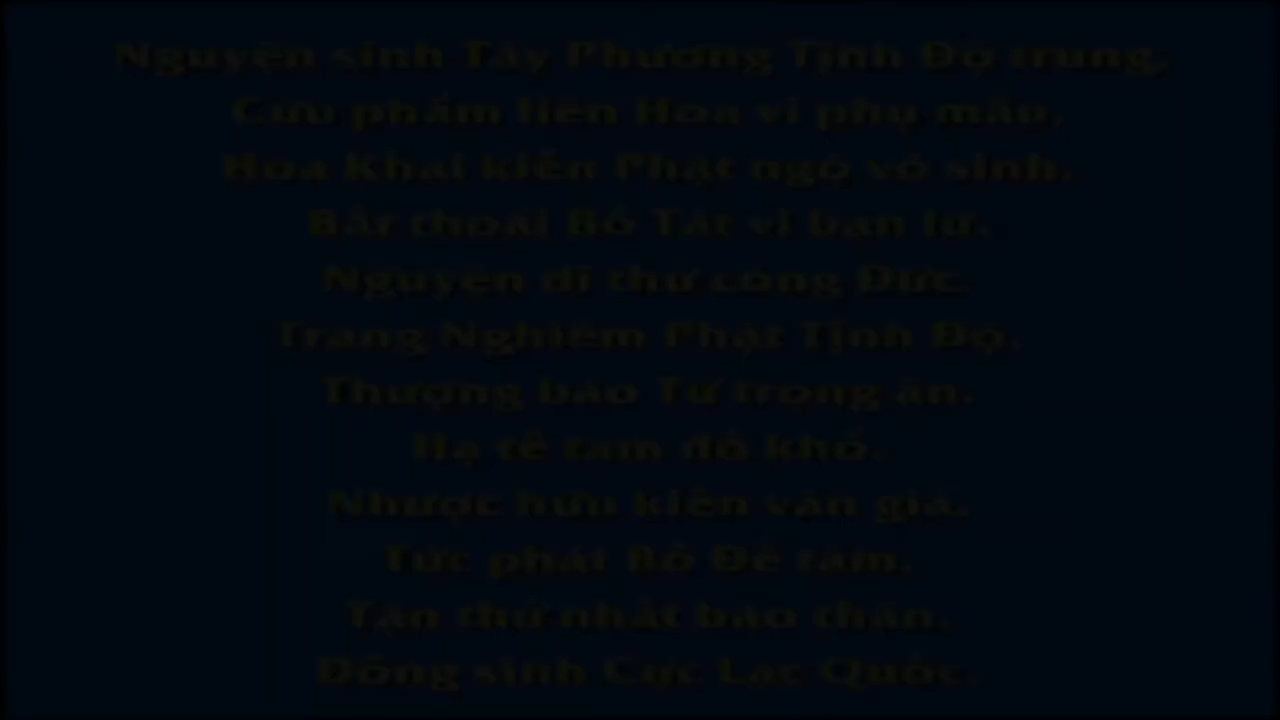 Nguyện sinh Tây Phương Tịnh Độ trung,
Cửu phẩm liên Hoa vi phụ mẫu.
Hoa Khai kiến Phật ngộ vô sinh,
Bất thoái Bồ Tát vi bạn lữ.
Nguyện dĩ thử công Đức
Trang Nghiêm Phật Tịnh Độ.
Thượng báo Tứ trọng ân,
Hạ tế tam đồ khổ.
Nhược hữu kiến văn giả,
Tức phát Bồ Đề tâm.
Tận thử nhất báo thân,
Đồng sinh Cực Lạc Quốc.